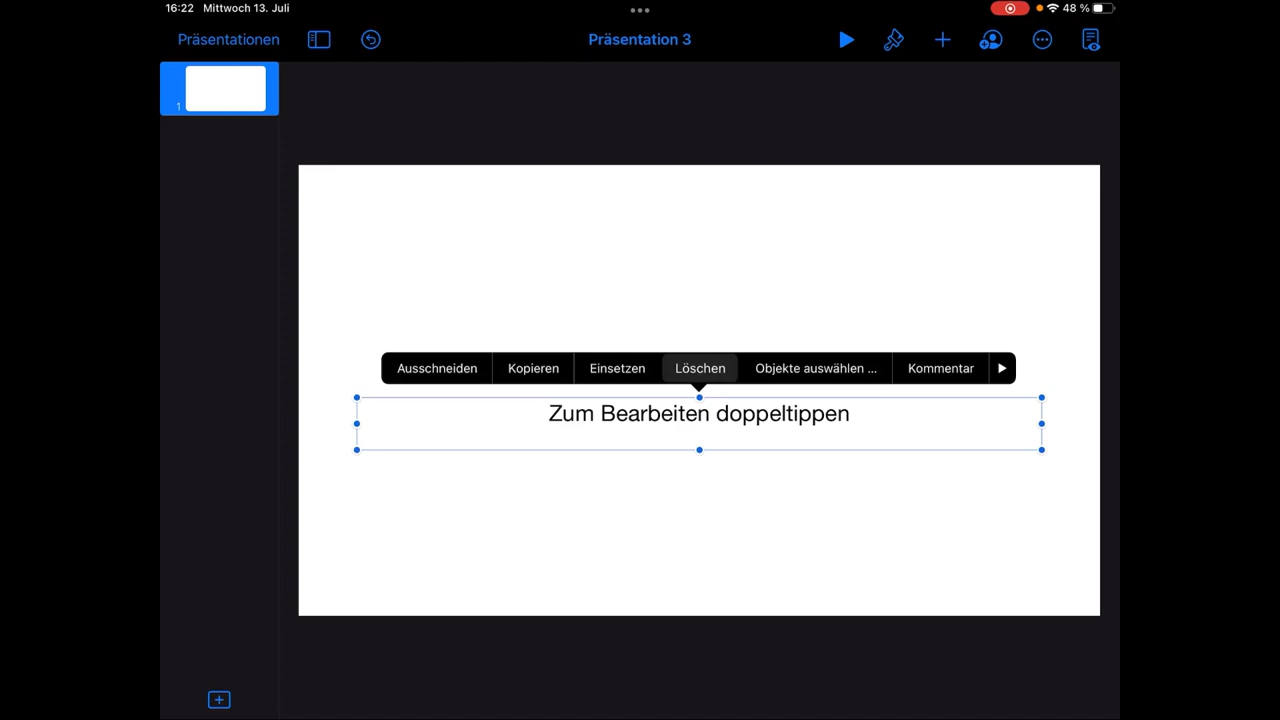 16:22 Mittwoch 13. Juli
48 %
Präsentationen
Präsentation 3
1
Ausschneiden
Kopieren
Einsetzen
Löschen
Objekte auswählen ...
Kommentar
Zum Bearbeiten doppeltippen